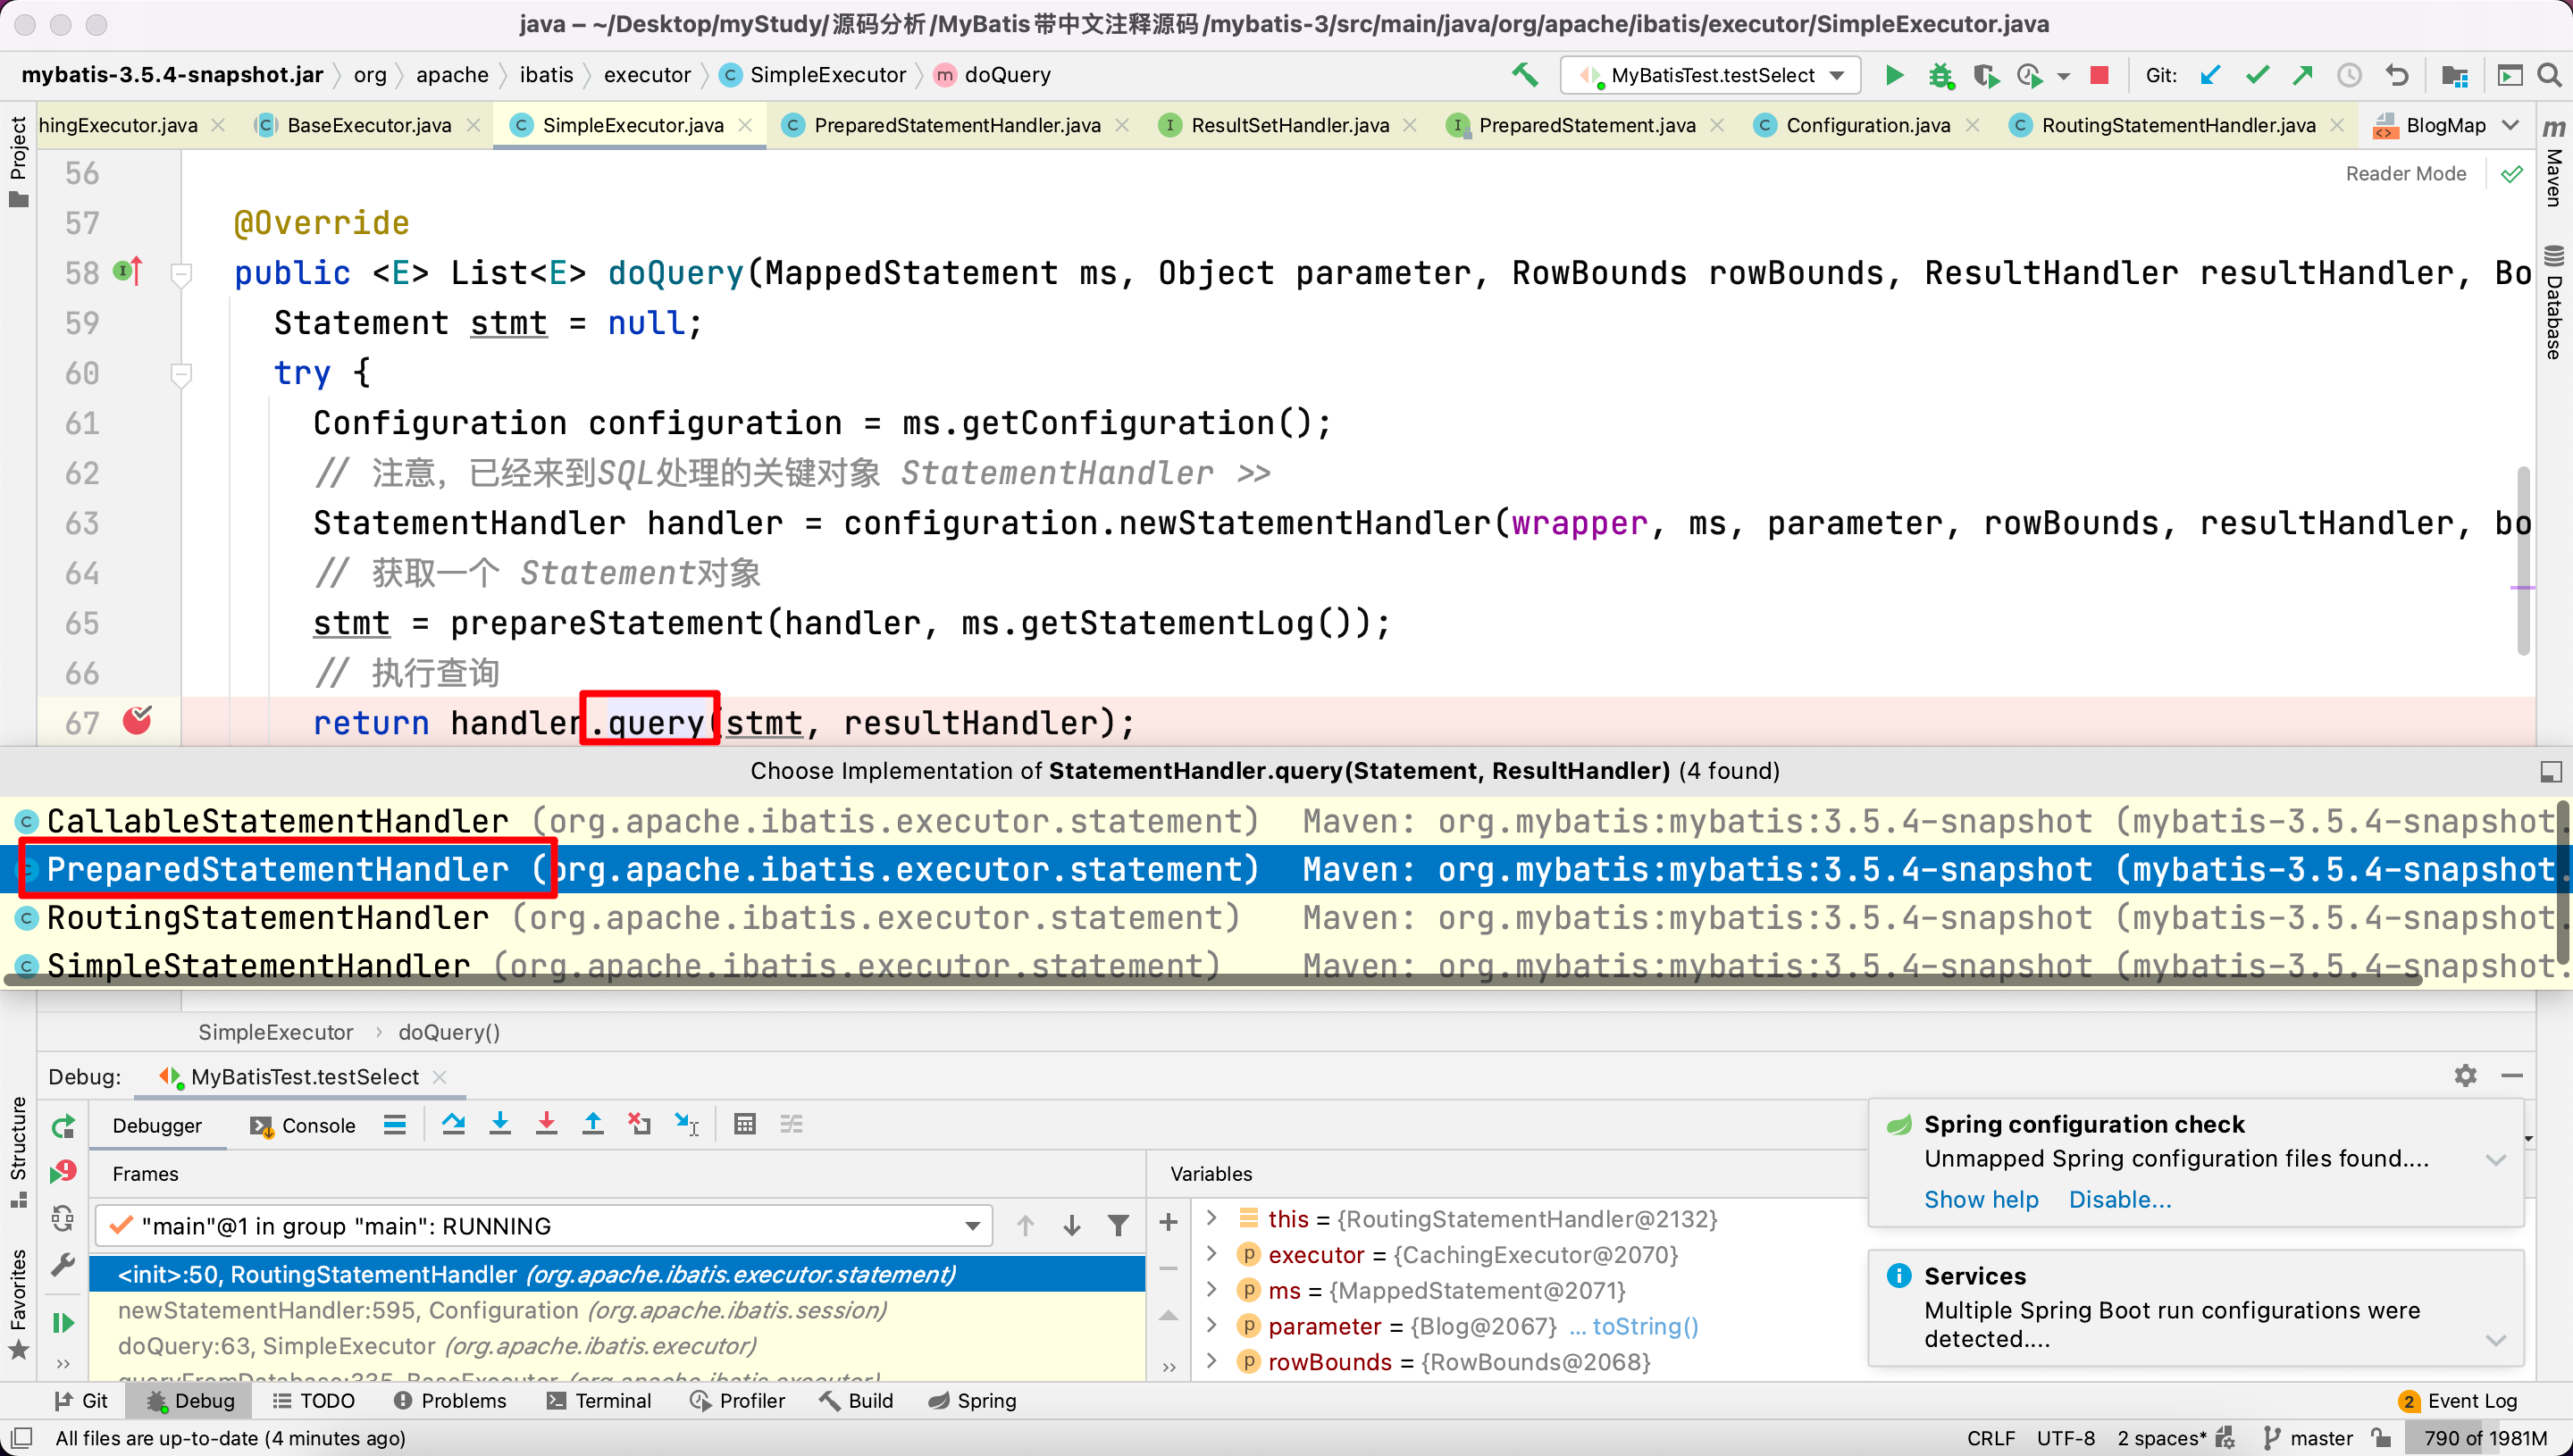 java – ~/Desktop/myStudy/源码分析/MyBatis带中文注释源码/mybatis-3/src/main/java/org/apache/ibatis/executor/SimpleExecutor.java
mybatis-3.5.4-snapshot.jar 〉 org 〉 apache 〉 ibatis 〉 executor 〉 C SimpleExecutor 〉 m doQuery MyBatisTest.testSelect Git:
hingExecutor.java BaseExecutor.java SimpleExecutor.java PreparedStatementHandler.java ResultSetHandler.java PreparedStatement.java Configuration.java RoutingStatementHandler.java BlogMap
Project
Maven
Database
Reader Mode
56
57 @Override
58 public <E> List<E> doQuery(MappedStatement ms, Object parameter, RowBounds rowBounds, ResultHandler resultHandler, Bo
59 Statement stmt = null;
60 try {
61 Configuration configuration = ms.getConfiguration();
62 // 注意，已经来到SQL处理的关键对象 StatementHandler >>
63 StatementHandler handler = configuration.newStatementHandler(wrapper, ms, parameter, rowBounds, resultHandler, bo
64 // 获取一个 Statement对象
65 stmt = prepareStatement(handler, ms.getStatementLog());
66 // 执行查询
67 return handler.query(stmt, resultHandler);
Choose Implementation of StatementHandler.query(Statement, ResultHandler) (4 found)
CallableStatementHandler (org.apache.ibatis.executor.statement) Maven: org.mybatis:mybatis:3.5.4-snapshot (mybatis-3.5.4-snapshot.
PreparedStatementHandler (org.apache.ibatis.executor.statement) Maven: org.mybatis:mybatis:3.5.4-snapshot (mybatis-3.5.4-snapshot.
RoutingStatementHandler (org.apache.ibatis.executor.statement) Maven: org.mybatis:mybatis:3.5.4-snapshot (mybatis-3.5.4-snapshot.
SimpleStatementHandler (org.apache.ibatis.executor.statement) Maven: org.mybatis:mybatis:3.5.4-snapshot (mybatis-3.5.4-snapshot.
SimpleExecutor › doQuery()
Debug: MyBatisTest.testSelect
Structure
Favorites
Debugger Console
Frames
Variables
"main"@1 in group "main": RUNNING
<init>:50, RoutingStatementHandler (org.apache.ibatis.executor.statement)
newStatementHandler:595, Configuration (org.apache.ibatis.session)
doQuery:63, SimpleExecutor (org.apache.ibatis.executor)
queryFromDatabase:335, BaseExecutor (org.apache.ibatis.executor)
this = {RoutingStatementHandler@2132}
executor = {CachingExecutor@2070}
ms = {MappedStatement@2071}
parameter = {Blog@2067} ... toString()
rowBounds = {RowBounds@2068}
Spring configuration check
Unmapped Spring configuration files found....
Show help Disable...
Services
Multiple Spring Boot run configurations were
detected....
Git Debug TODO Problems Terminal Profiler Build Spring 2 Event Log
All files are up-to-date (4 minutes ago) CRLF UTF-8 2 spaces* master 790 of 1981M